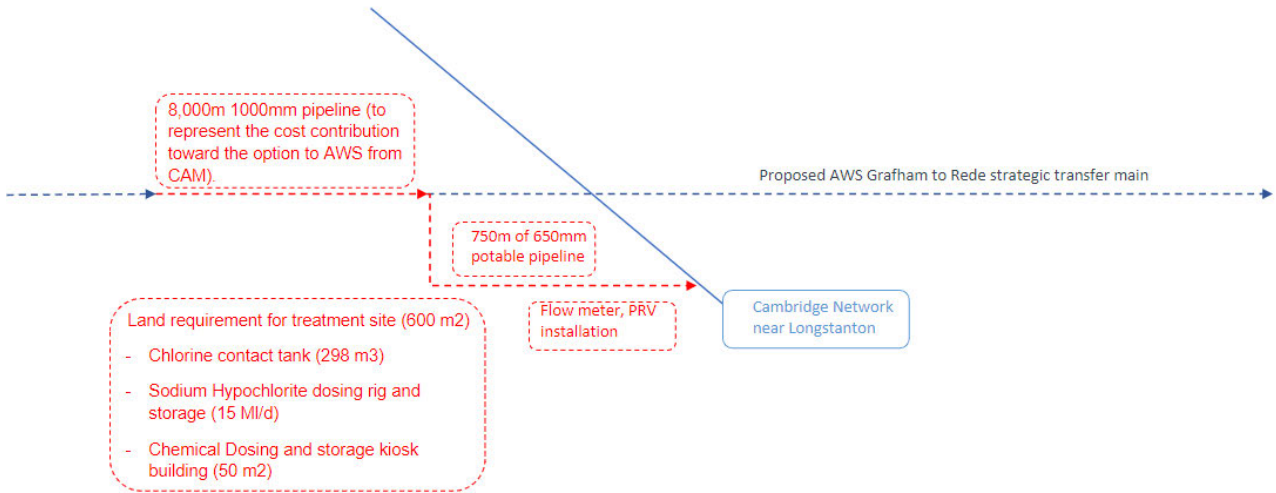 8,000m 1000mm pipeline (to
represent the cost contribution
toward the option to AWS from
CAM).
Proposed AWS Grafham to Rede strategic transfer main
750m of 650mm
potable pipeline
Flow meter, PRV
installation
Cambridge Network
near Longstanton
Land requirement for treatment site (600 m2)
- Chlorine contact tank (298 m3)
- Sodium Hypochlorite dosing rig and
storage (15 Ml/d)
- Chemical Dosing and storage kiosk
building (50 m2)